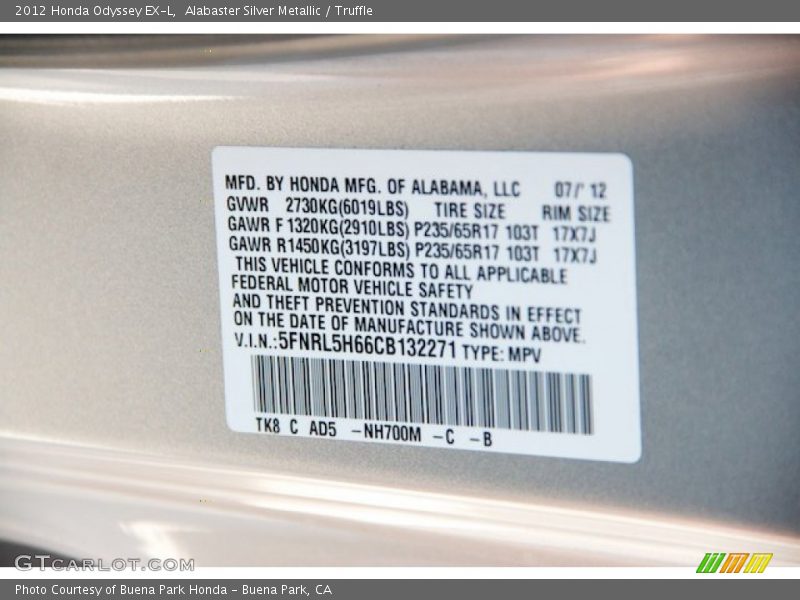 2012 Honda Odyssey EX-L,  Alabaster Silver Metallic / Truffle
MFD. BY HONDA MFG. OF ALABAMA, LLC 07/' 12
GVWR 2730KG(6019LBS) TIRE SIZE RIM SIZE
GAWR F 1320KG(2910LBS) P235/65R17 103T 17X7J
GAWR R1450KG(3197LBS) P235/65R17 103T 17X7J
THIS VEHICLE CONFORMS TO ALL APPLICABLE
FEDERAL MOTOR VEHICLE SAFETY
AND THEFT PREVENTION STANDARDS IN EFFECT
ON THE DATE OF MANUFACTURE SHOWN ABOVE.
V.I.N.:5FNRL5H66CB132271 TYPE: MPV
TK8 C AD5 -NH700M -C -B
GTCARLOT.COM
Photo Courtesy of Buena Park Honda - Buena Park, CA